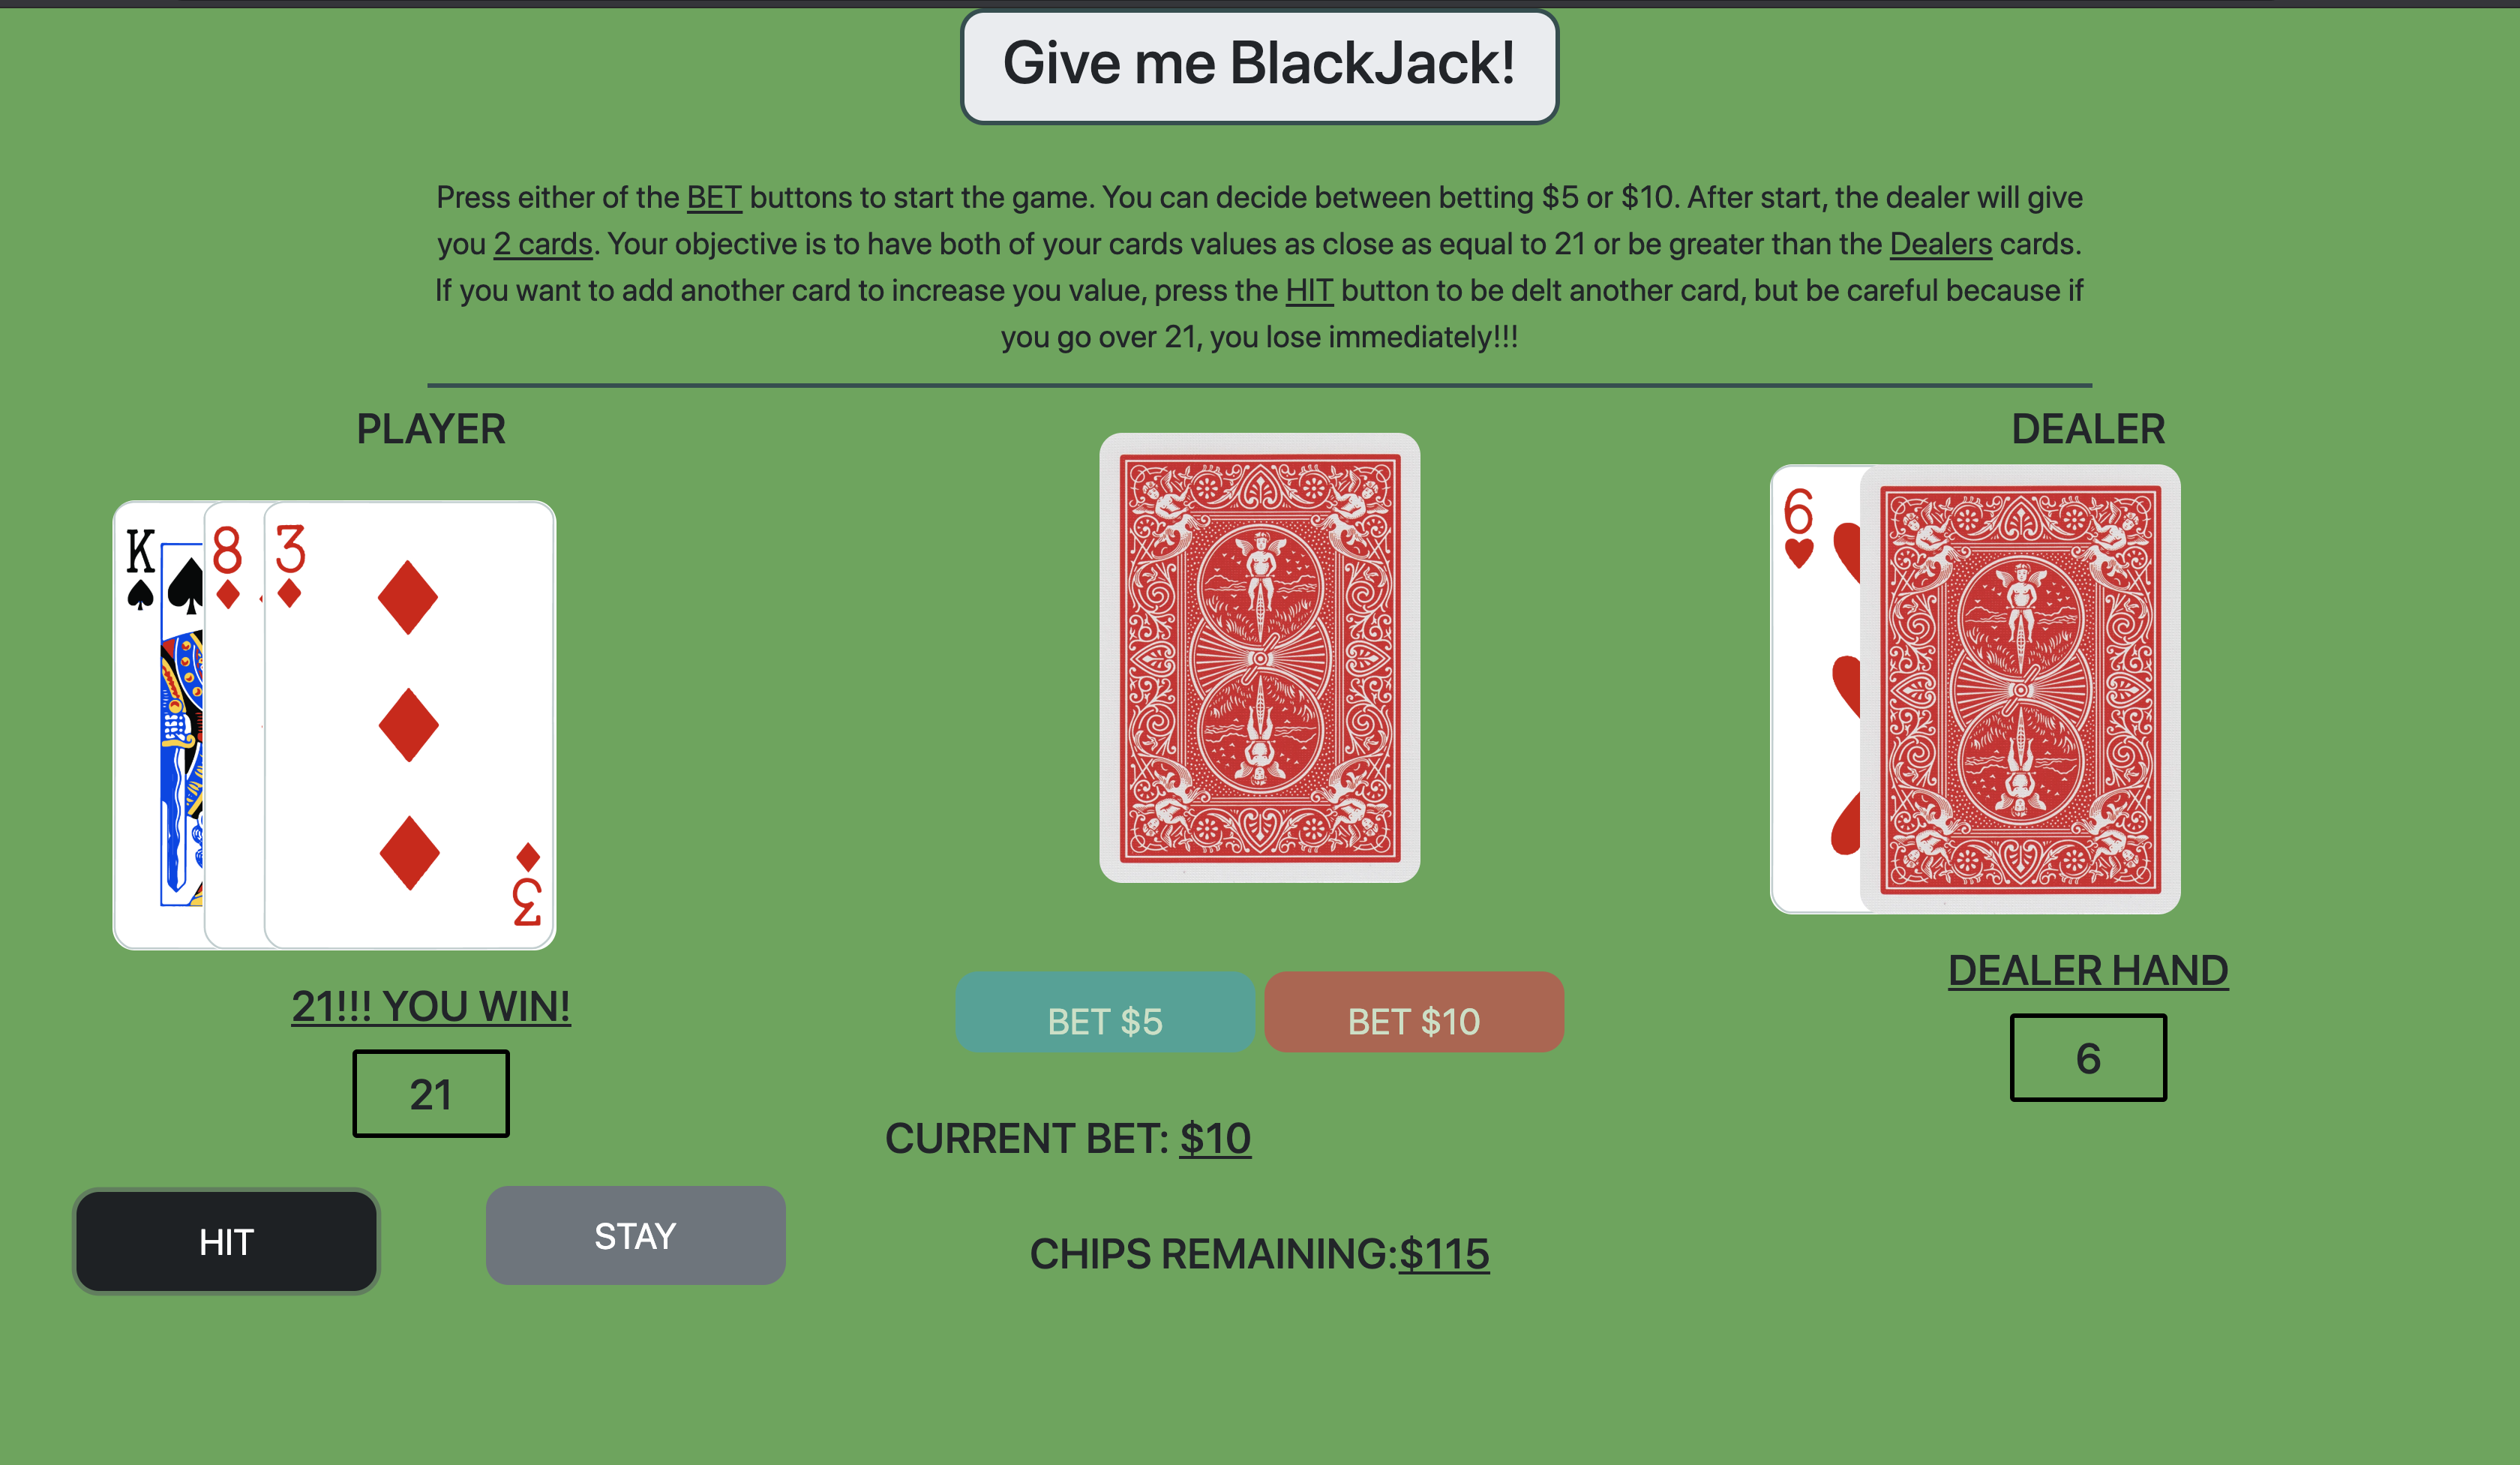 Give me BlackJack!
Press either of the BET buttons to start the game. You can decide between betting $5 or $10. After start, the dealer will give
you 2 cards. Your objective is to have both of your cards values as close as equal to 21 or be greater than the Dealers cards.
If you want to add another card to increase you value, press the HIT button to be delt another card, but be careful because if
you go over 21, you lose immediately!!!
PLAYER
DEALER
K
8
3
3
6
21!!! YOU WIN!
21
HIT
STAY
BET $5
BET $10
CURRENT BET: $10
CHIPS REMAINING:$115
DEALER HAND
6